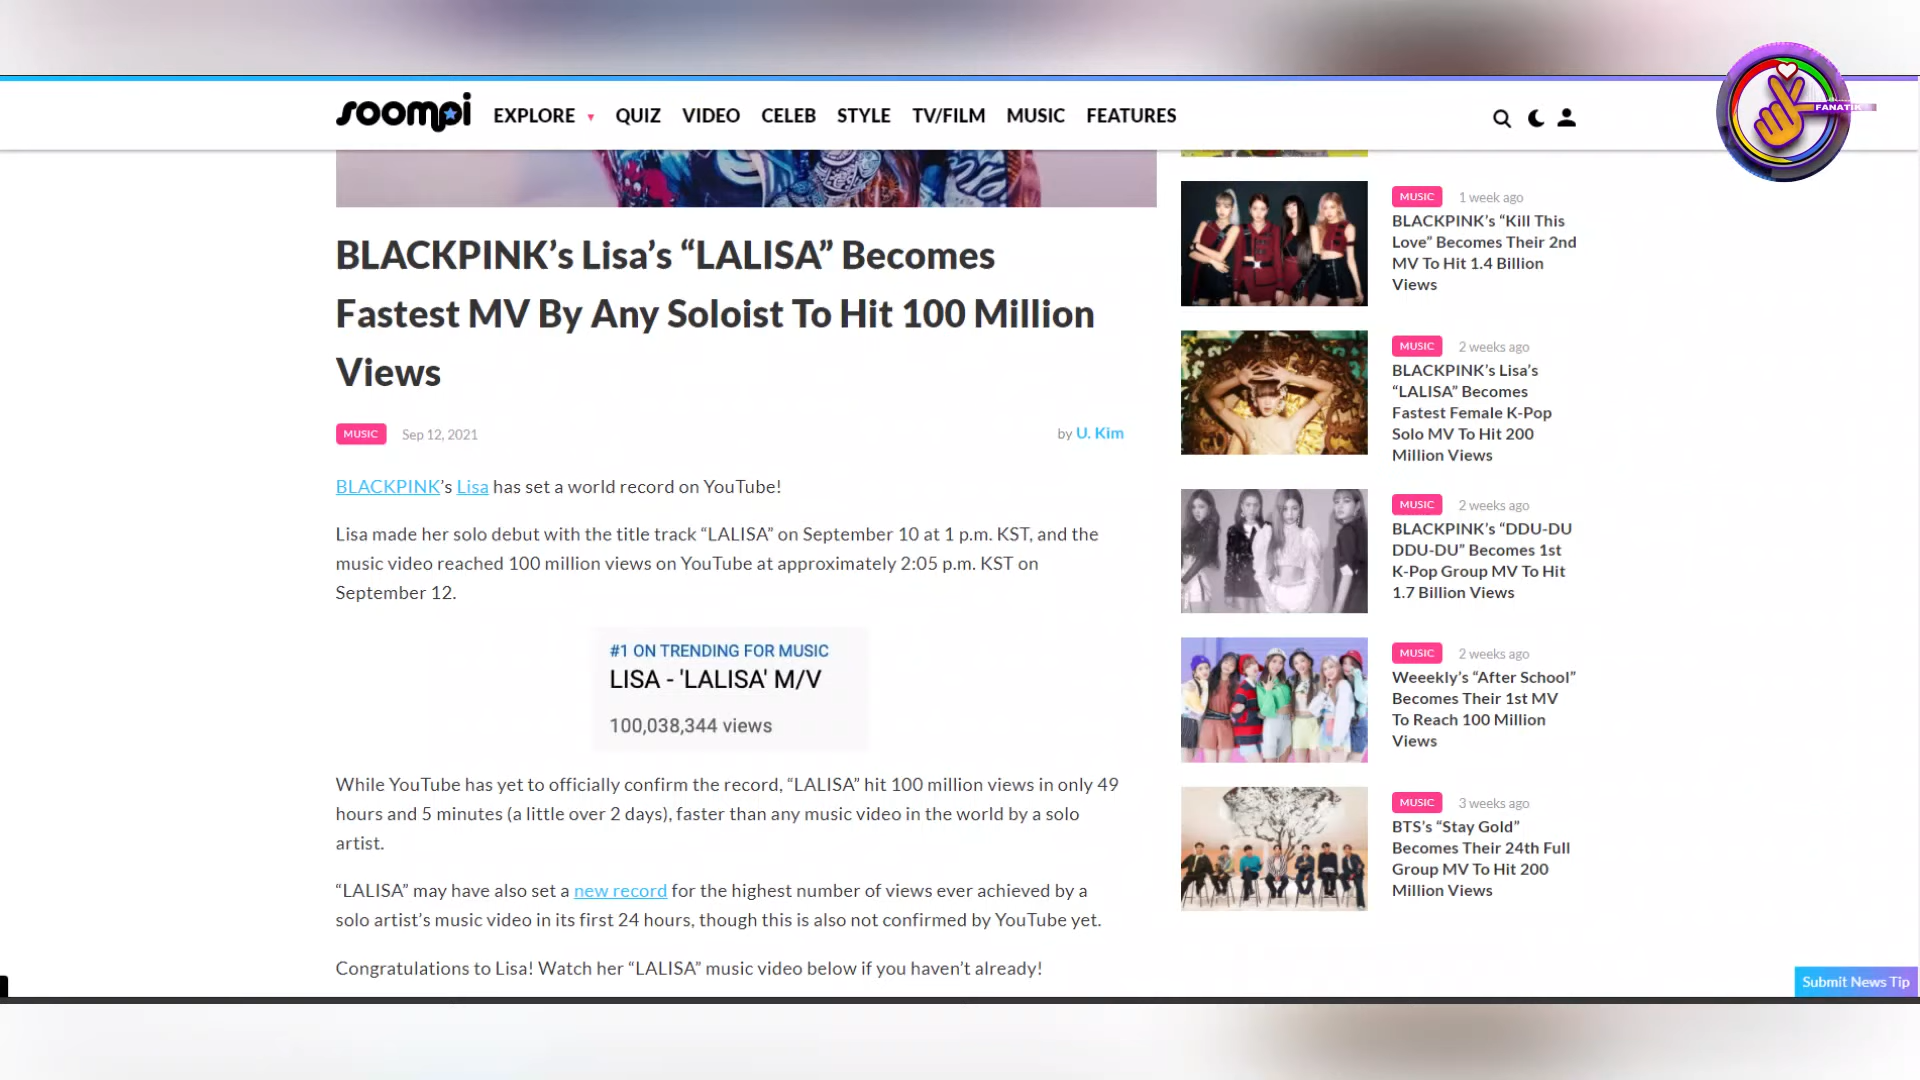 soompi EXPLORE QUIZ VIDEO CELEB STYLE TV/FILM MUSIC FEATURES
FANATIK
BLACKPINK’s Lisa’s “LALISA” Becomes
Fastest MV By Any Soloist To Hit 100 Million
Views
MUSIC Sep 12, 2021 by U. Kim
BLACKPINK’s Lisa has set a world record on YouTube!
Lisa made her solo debut with the title track “LALISA” on September 10 at 1 p.m. KST, and the
music video reached 100 million views on YouTube at approximately 2:05 p.m. KST on
September 12.
#1 ON TRENDING FOR MUSIC
LISA - 'LALISA' M/V
100,038,344 views
While YouTube has yet to officially confirm the record, “LALISA” hit 100 million views in only 49
hours and 5 minutes (a little over 2 days), faster than any music video in the world by a solo
artist.
“LALISA” may have also set a new record for the highest number of views ever achieved by a
solo artist’s music video in its first 24 hours, though this is also not confirmed by YouTube yet.
Congratulations to Lisa! Watch her “LALISA” music video below if you haven’t already!
MUSIC 1 week ago
BLACKPINK’s “Kill This
Love” Becomes Their 2nd
MV To Hit 1.4 Billion
Views
MUSIC 2 weeks ago
BLACKPINK’s Lisa’s
“LALISA” Becomes
Fastest Female K-Pop
Solo MV To Hit 200
Million Views
MUSIC 2 weeks ago
BLACKPINK’s “DDU-DU
DDU-DU” Becomes 1st
K-Pop Group MV To Hit
1.7 Billion Views
MUSIC 2 weeks ago
Weeekly’s “After School”
Becomes Their 1st MV
To Reach 100 Million
Views
MUSIC 3 weeks ago
BTS’s “Stay Gold”
Becomes Their 24th Full
Group MV To Hit 200
Million Views
Submit News Tip